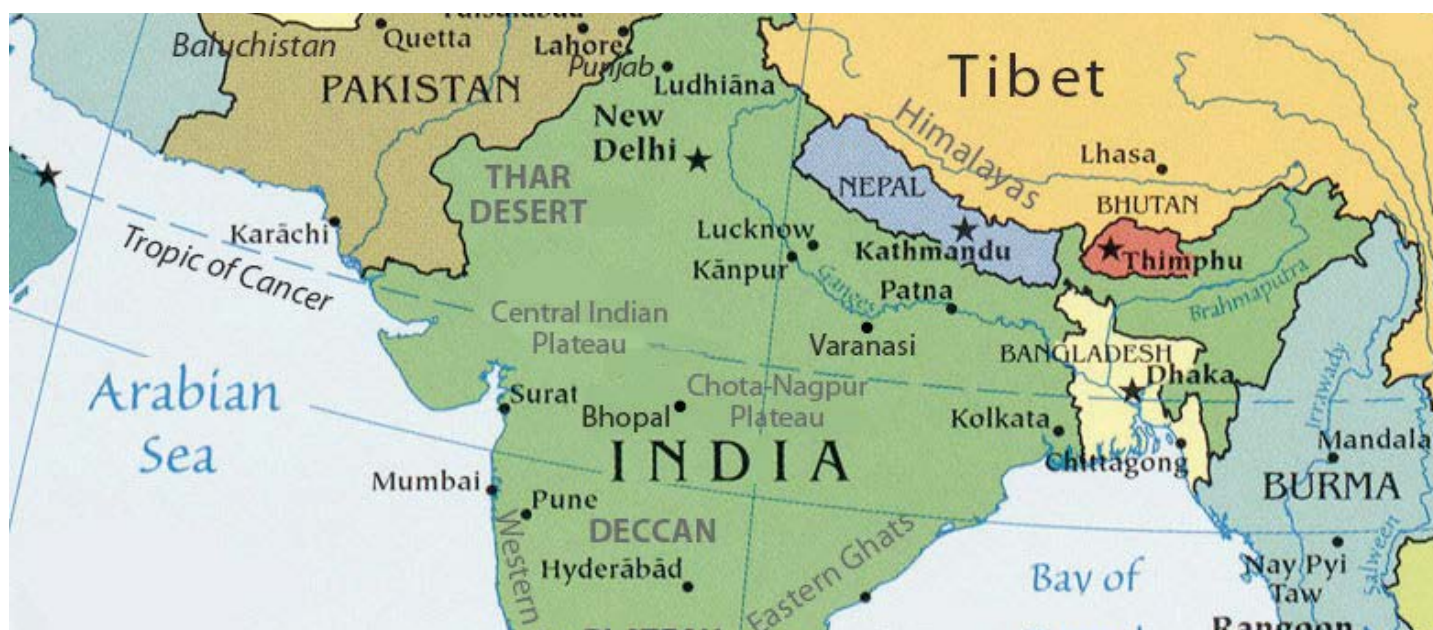 Baluchistan
Quetta
Lahore
Punjab
Ludhiāna
PAKISTAN
Tibet
New
Delhi
Himalayas
Lhasa
THAR
DESERT
NEPAL
BHUTAN
Karāchi
Lucknow
Kathmandu
Thimphu
Tropic of Cancer
Kānpur
Ganges
Patna
Brahmaputra
Central Indian
Plateau
Varanasi
BANGLADESH
Dhaka
Irrawady
Arabian
Sea
Surat
Bhopal
Chota-Nagpur
Plateau
Kolkata
Mandala
INDIA
Chittagong
BURMA
Mumbai
Pune
Western
DECCAN
Eastern Ghats
Hyderābād
Bay of
Nay Pyi
Taw
Salween
Rangoon